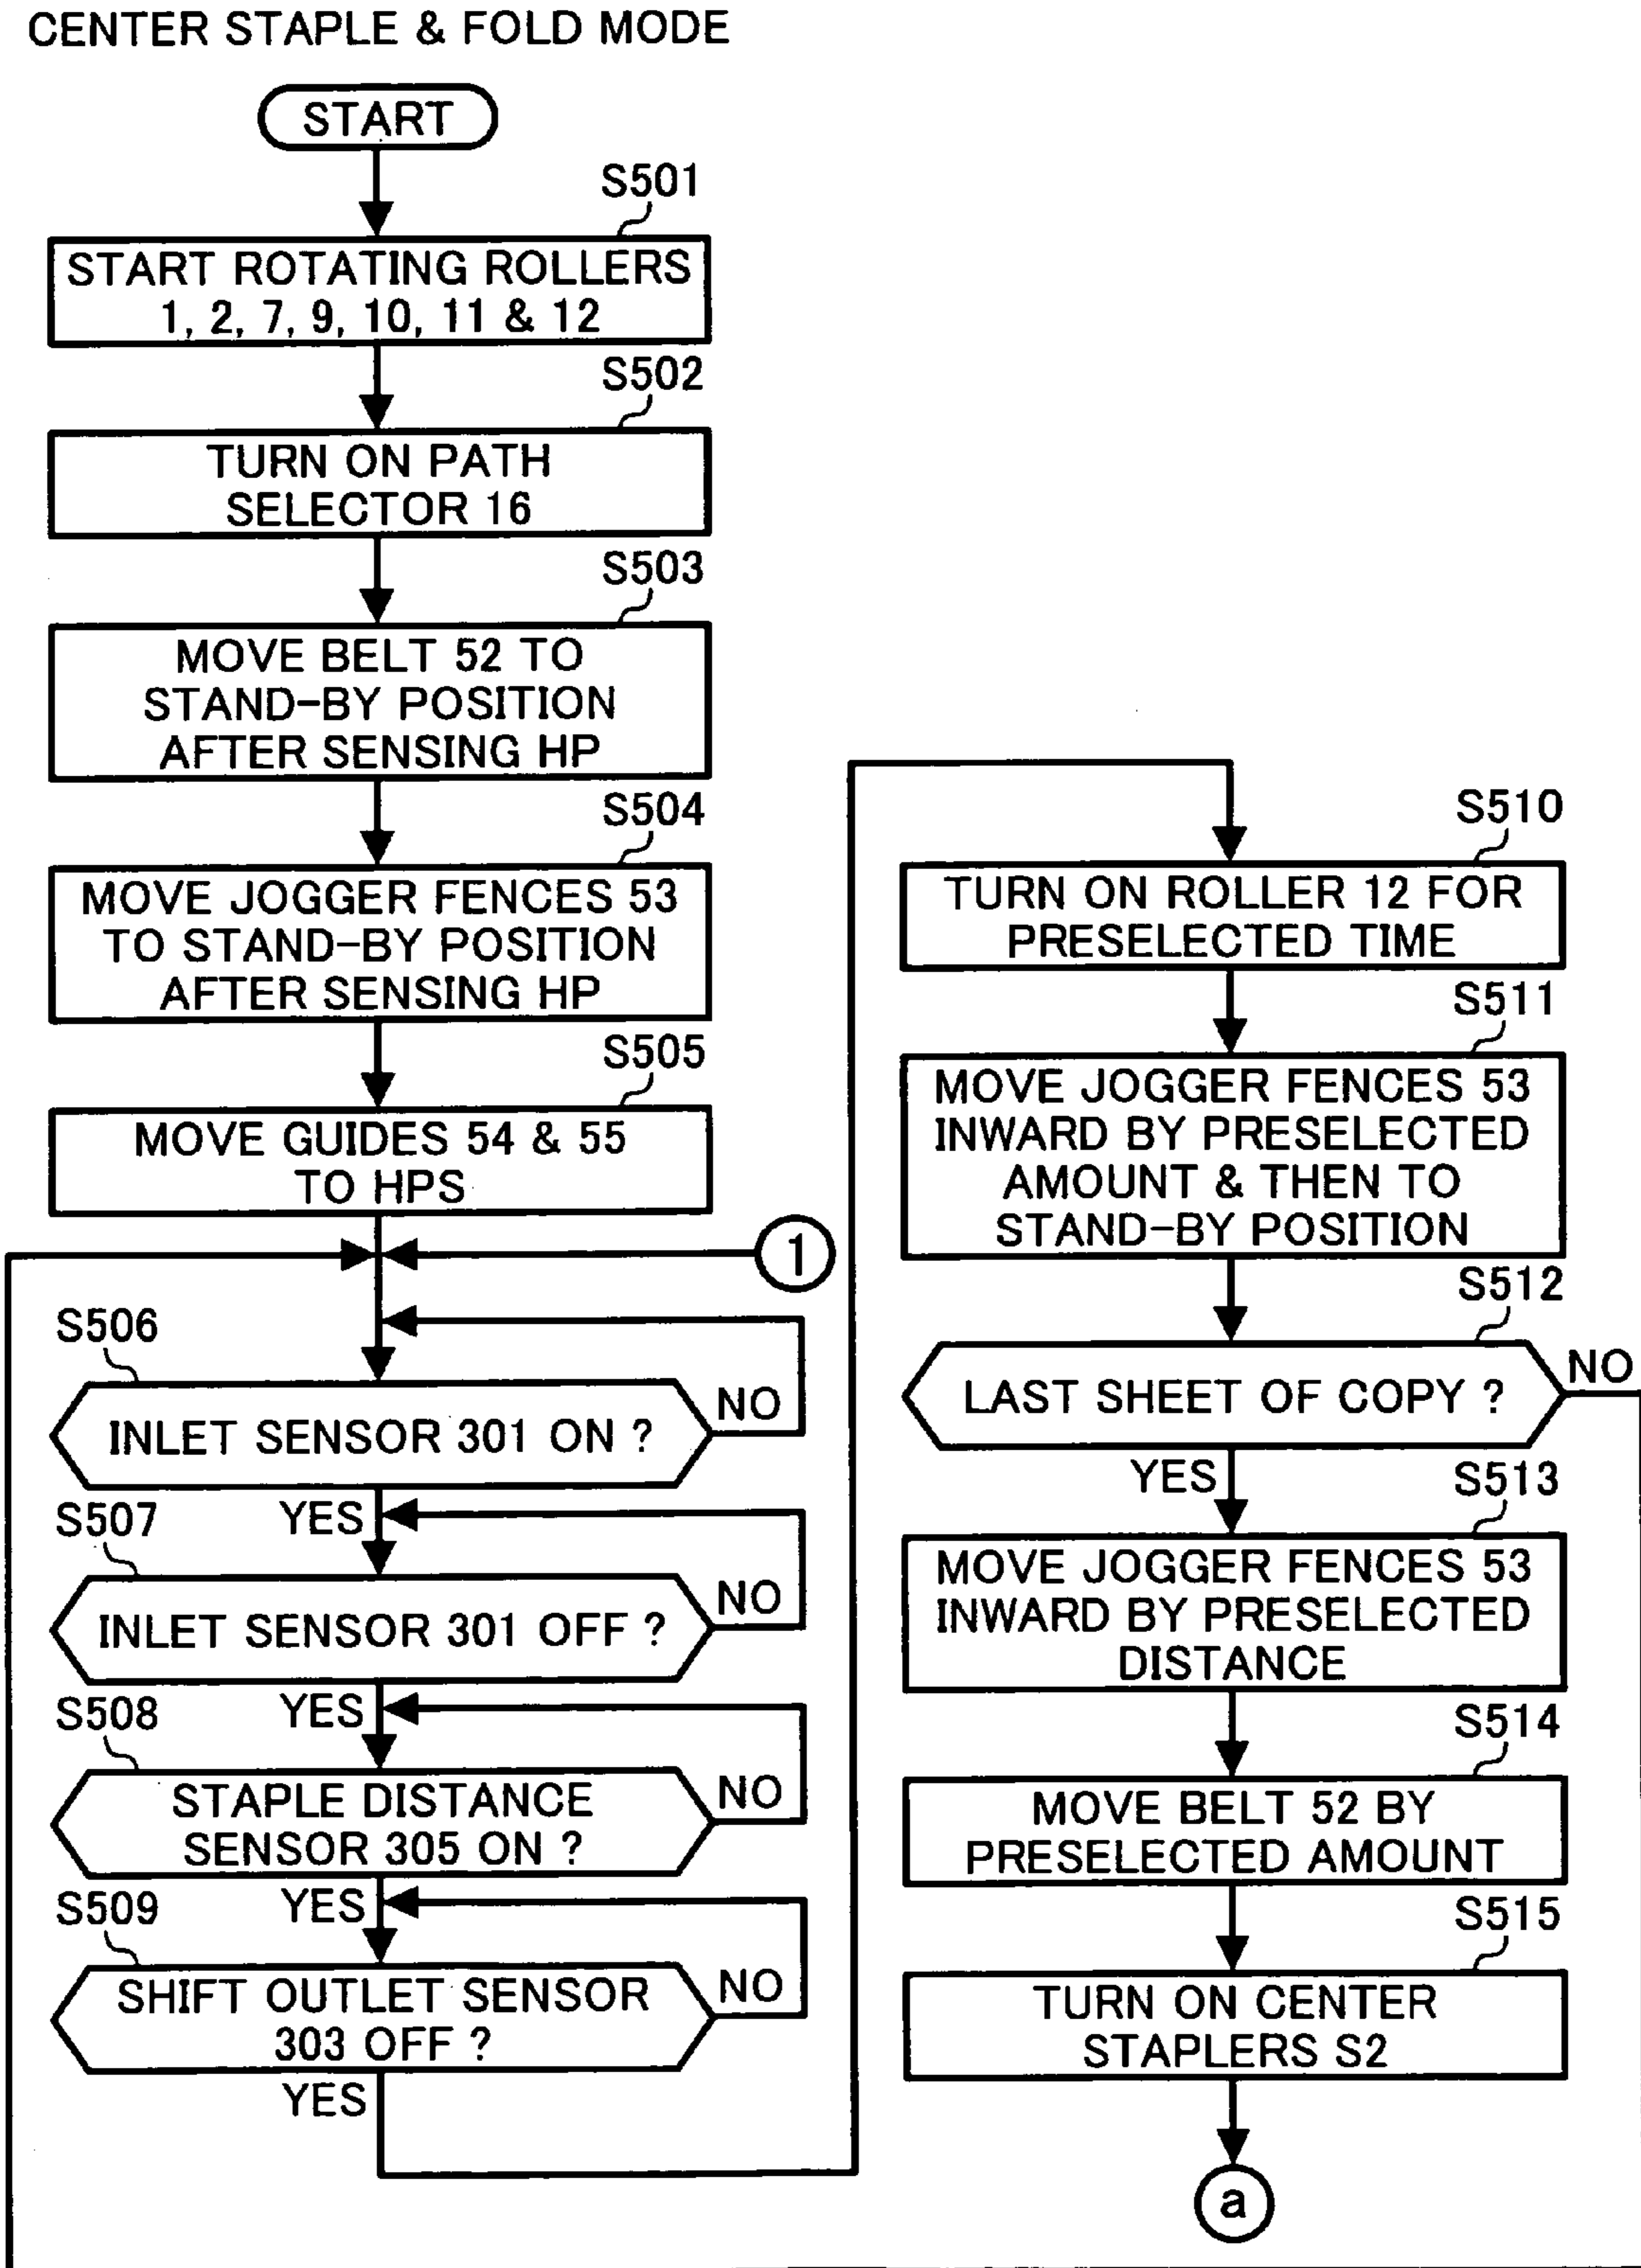 CENTER STAPLE & FOLD MODE
START
S501
START ROTATING ROLLERS
1, 2, 7, 9, 10, 11 & 12
S502
TURN ON PATH
SELECTOR 16
S503
MOVE BELT 52 TO
STAND-BY POSITION
AFTER SENSING HP
S504
MOVE JOGGER FENCES 53
TO STAND-BY POSITION
AFTER SENSING HP
S505
MOVE GUIDES 54 & 55
TO HPS
1
S506
INLET SENSOR 301 ON ?
NO
YES
S507
INLET SENSOR 301 OFF ?
NO
YES
S508
STAPLE DISTANCE
SENSOR 305 ON ?
NO
YES
S509
SHIFT OUTLET SENSOR
303 OFF ?
NO
YES
S510
TURN ON ROLLER 12 FOR
PRESELECTED TIME
S511
MOVE JOGGER FENCES 53
INWARD BY PRESELECTED
AMOUNT & THEN TO
STAND-BY POSITION
S512
LAST SHEET OF COPY ?
NO
YES
S513
MOVE JOGGER FENCES 53
INWARD BY PRESELECTED
DISTANCE
S514
MOVE BELT 52 BY
PRESELECTED AMOUNT
S515
TURN ON CENTER
STAPLERS S2
a